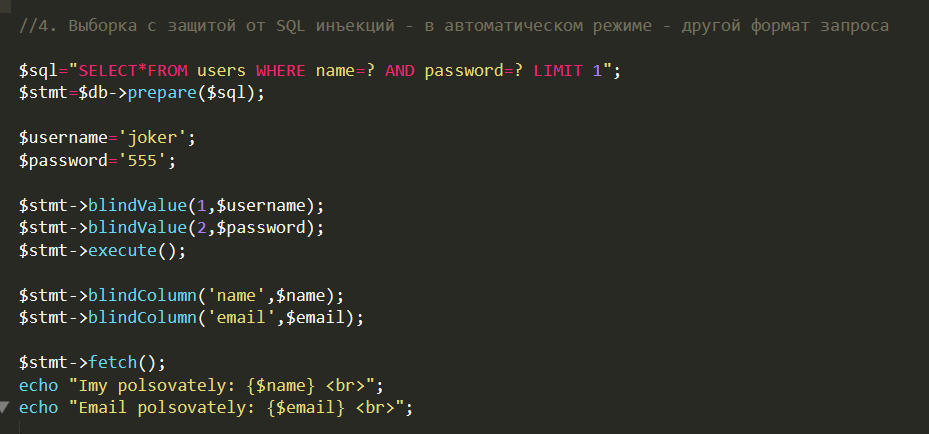 //4. Выборка с защитой от SQL инъекций - в автоматическом режиме - другой формат запроса
$sql="SELECT*FROM users WHERE name=? AND password=? LIMIT 1";
$stmt=$db->prepare($sql);
$username='joker';
$password='555';
$stmt->blindValue(1,$username);
$stmt->blindValue(2,$password);
$stmt->execute();
$stmt->blindColumn('name',$name);
$stmt->blindColumn('email',$email);
$stmt->fetch();
echo "Imy polsovately: {$name} <br>";
echo "Email polsovately: {$email} <br>";